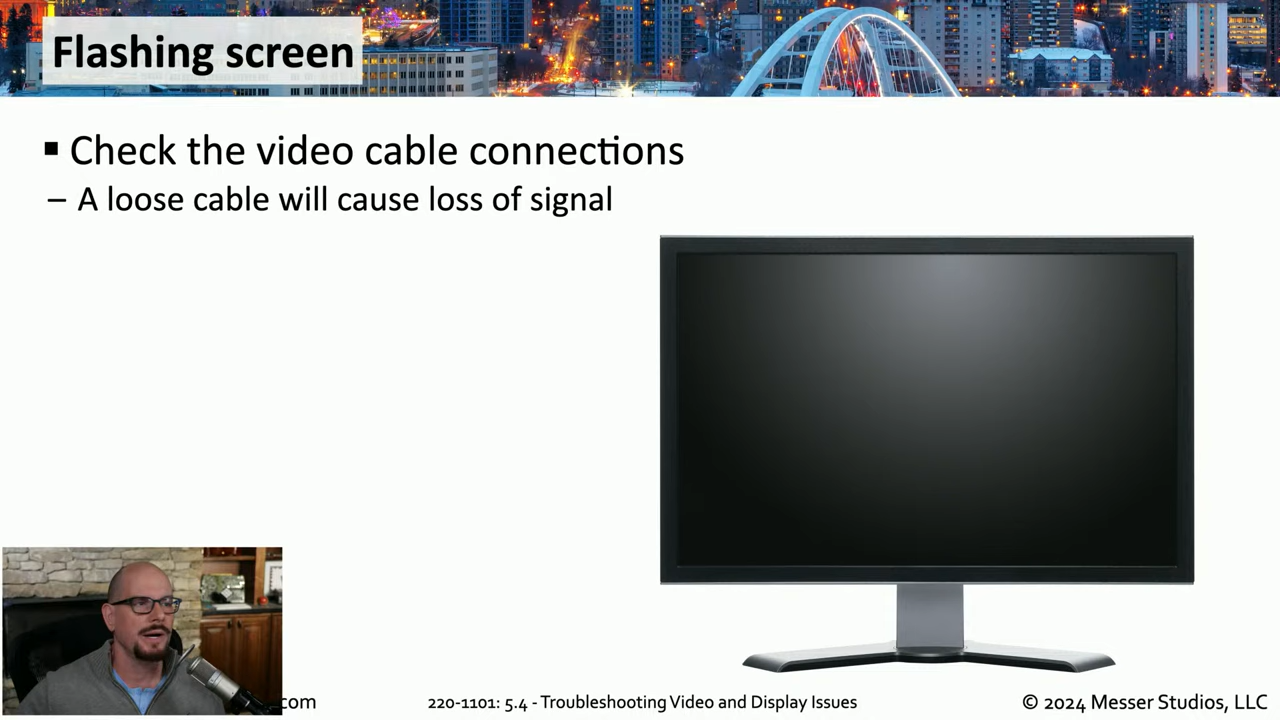 Flashing screen
▪ Check the video cable connections
– A loose cable will cause loss of signal
com
220-1101: 5.4 - Troubleshooting Video and Display Issues
© 2024 Messer Studios, LLC